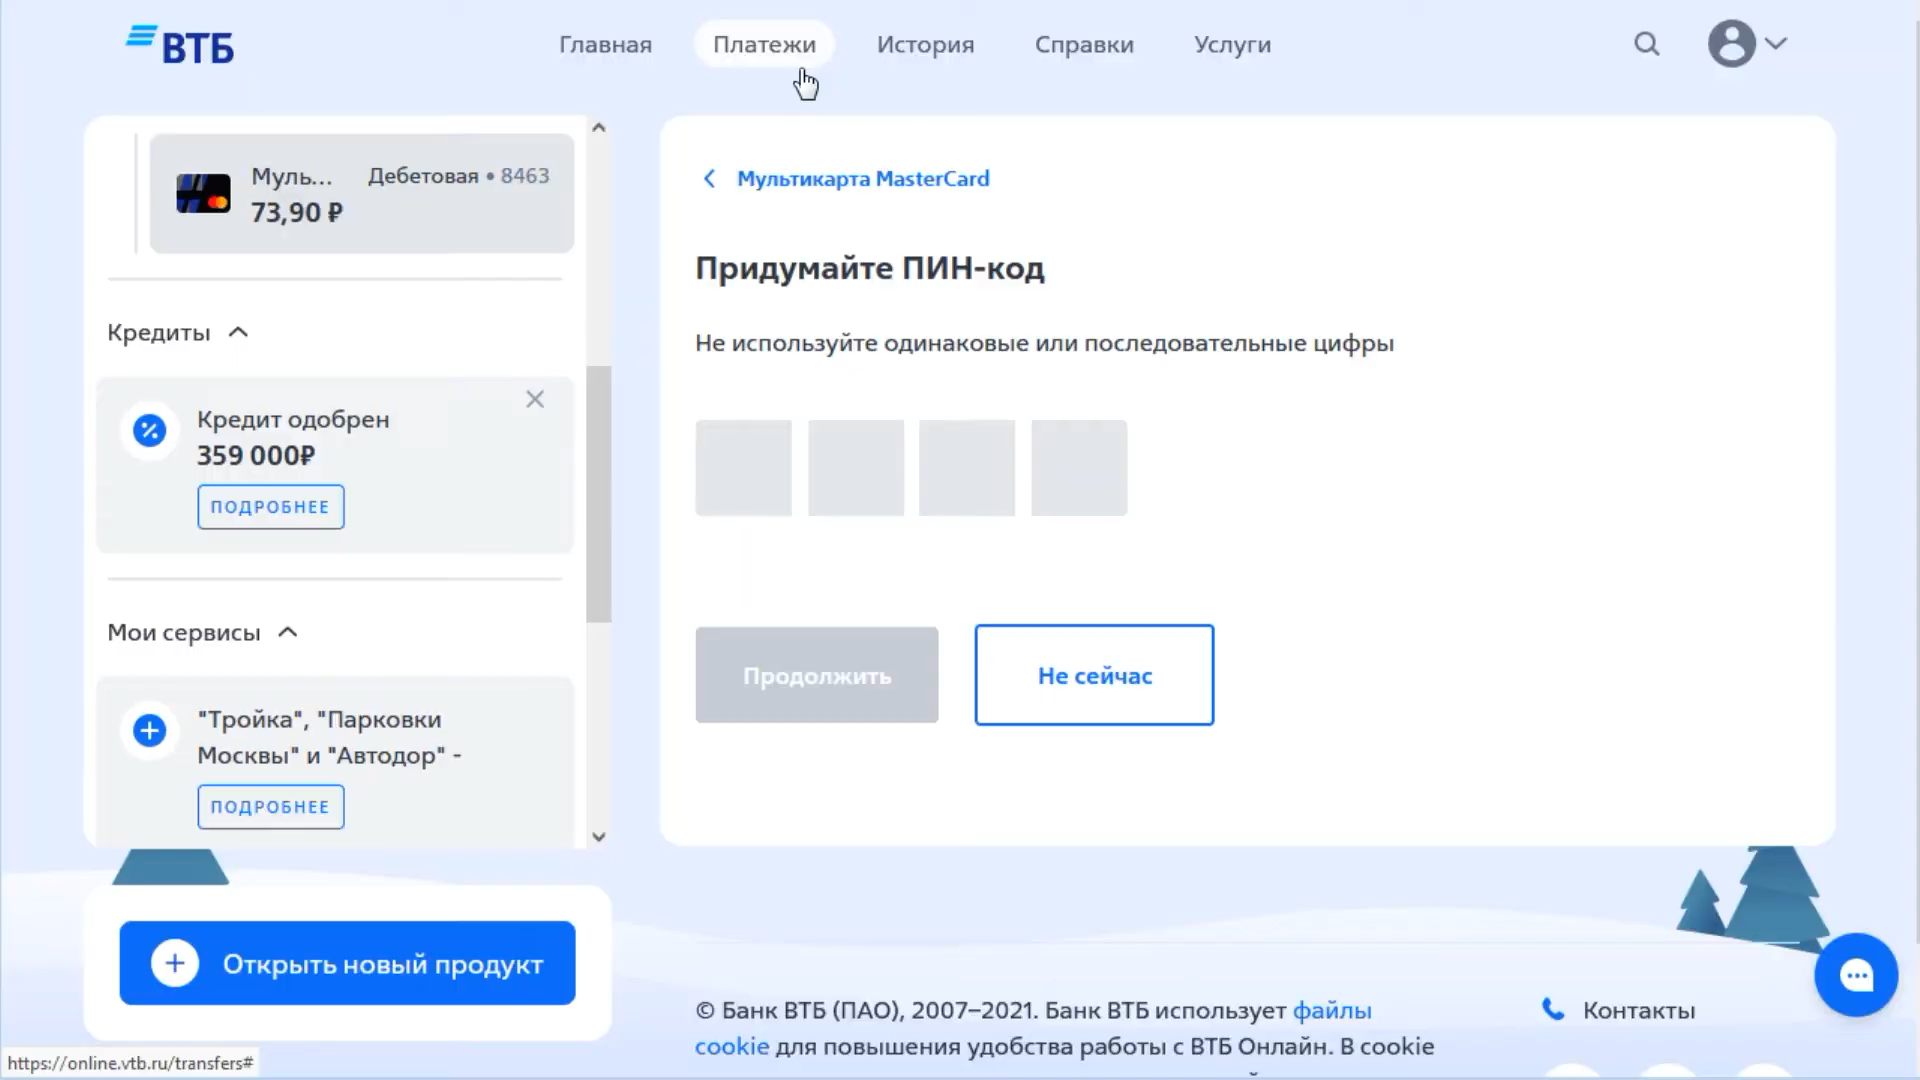 ВТБ
Главная
Платежи
История
Справки
Услуги
Муль...
Дебетовая • 8463
73,90 ₽
Кредиты
Кредит одобрен
359 000₽
ПОДРОБНЕЕ
Мои сервисы
"Тройка", "Парковки
Москвы" и "Автодор" -
ПОДРОБНЕЕ
Открыть новый продукт
Мультикарта MasterCard
Придумайте ПИН-код
Не используйте одинаковые или последовательные цифры
Продолжить
Не сейчас
© Банк ВТБ (ПАО), 2007–2021. Банк ВТБ использует файлы
cookie для повышения удобства работы с ВТБ Онлайн. В cookie
Контакты
https://online.vtb.ru/transfers#